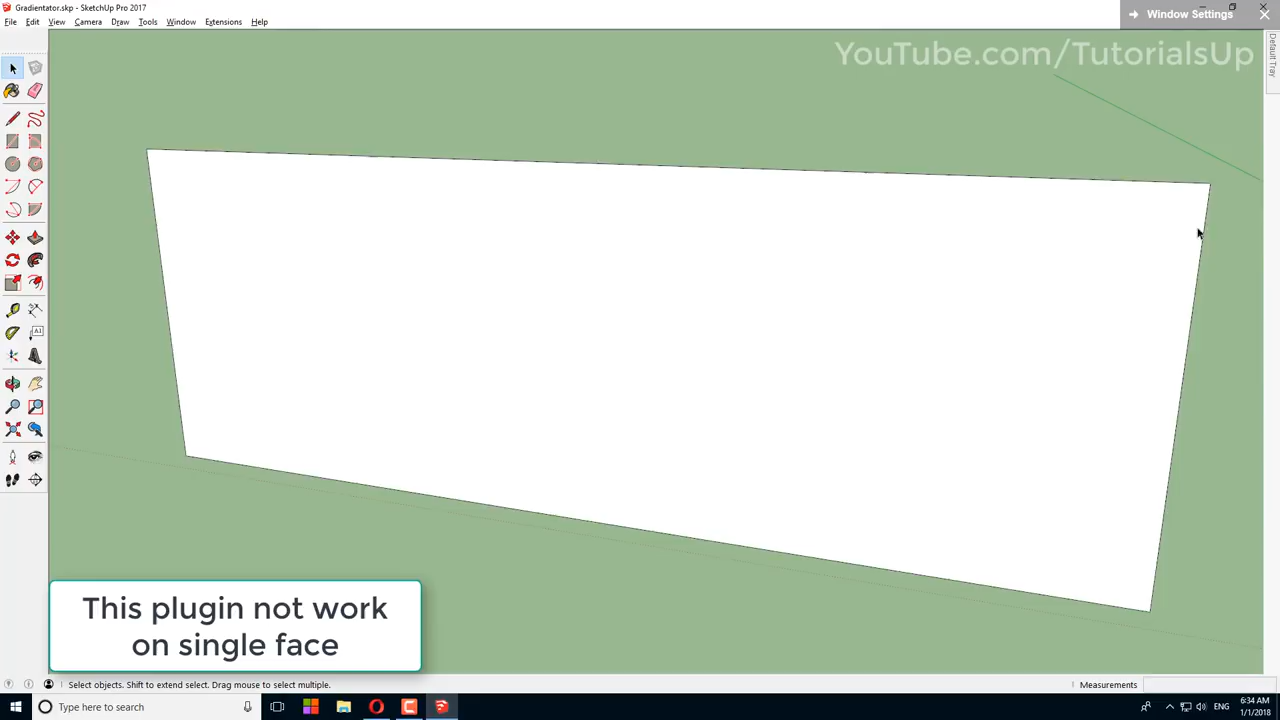 Gradientator.skp - SketchUp Pro 2017
Window Settings
File Edit View Camera Draw Tools Window Extensions Help
YouTube.com/TutorialsUp
Default Tray
A1
This plugin not work
on single face
Select objects. Shift to extend select. Drag mouse to select multiple.
Measurements
Type here to search
ENG
6:34 AM
1/1/2018